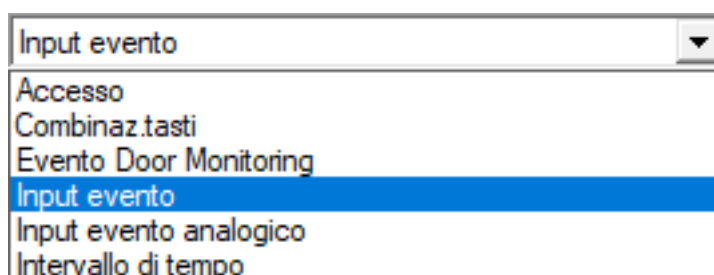 Input evento
Accesso
Combinaz.tasti
Evento Door Monitoring
Input evento
Input evento analogico
Intervallo di tempo